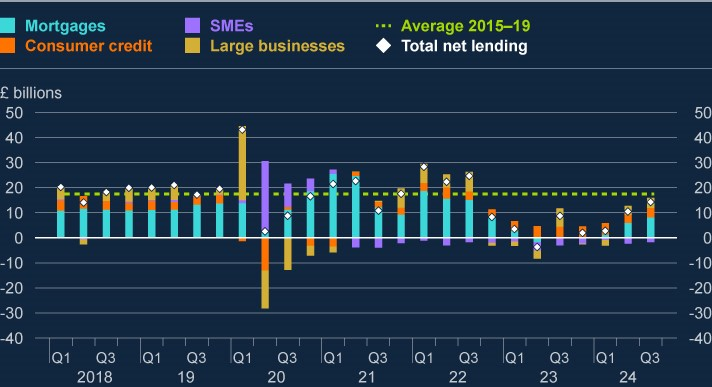 Mortgages SMEs Average 2015–19
Consumer credit Large businesses Total net lending
£ billions
50 50
40 40
30 30
20 20
10 10
0 0
-10 -10
-20 -20
-30 -30
-40 -40
Q1 Q3 Q1 Q3 Q1 Q3 Q1 Q3 Q1 Q3 Q1 Q3 Q1 Q3
2018 19 20 21 22 23 24